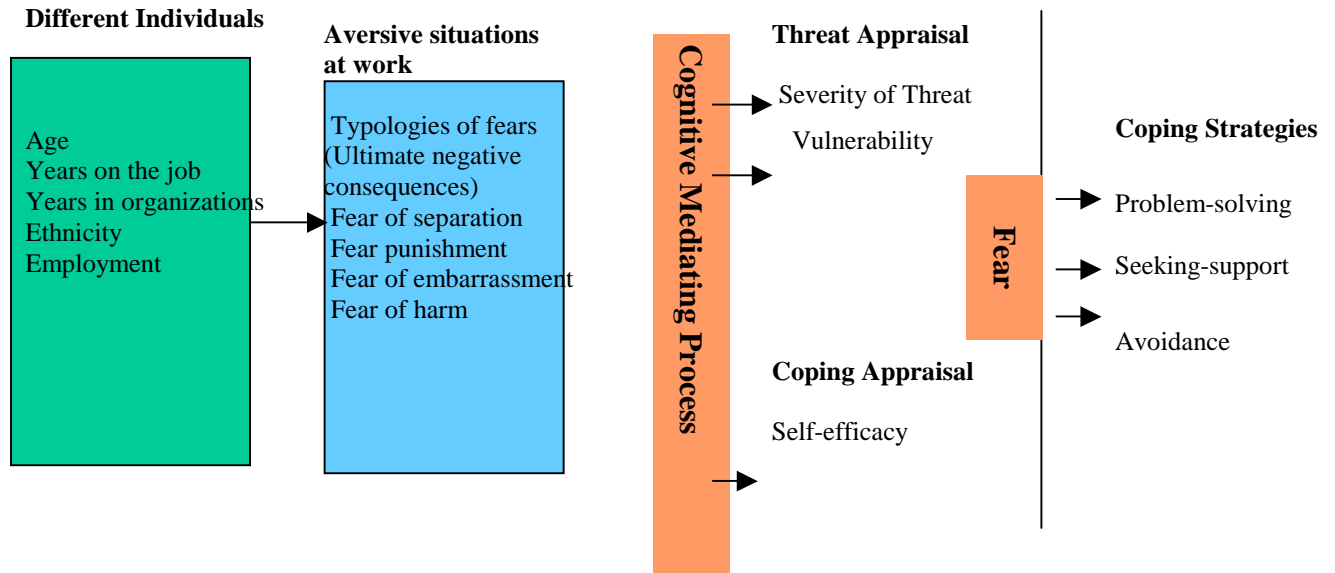 Different Individuals
Age
Years on the job
Years in organizations
Ethnicity
Employment
Aversive situations
at work
Typologies of fears
(Ultimate negative
consequences)
Fear of separation
Fear punishment
Fear of embarrassment
Fear of harm
Cognitive Mediating Process
Threat Appraisal
Severity of Threat
Vulnerability
Coping Appraisal
Self-efficacy
Fear
Coping Strategies
Problem-solving
Seeking-support
Avoidance